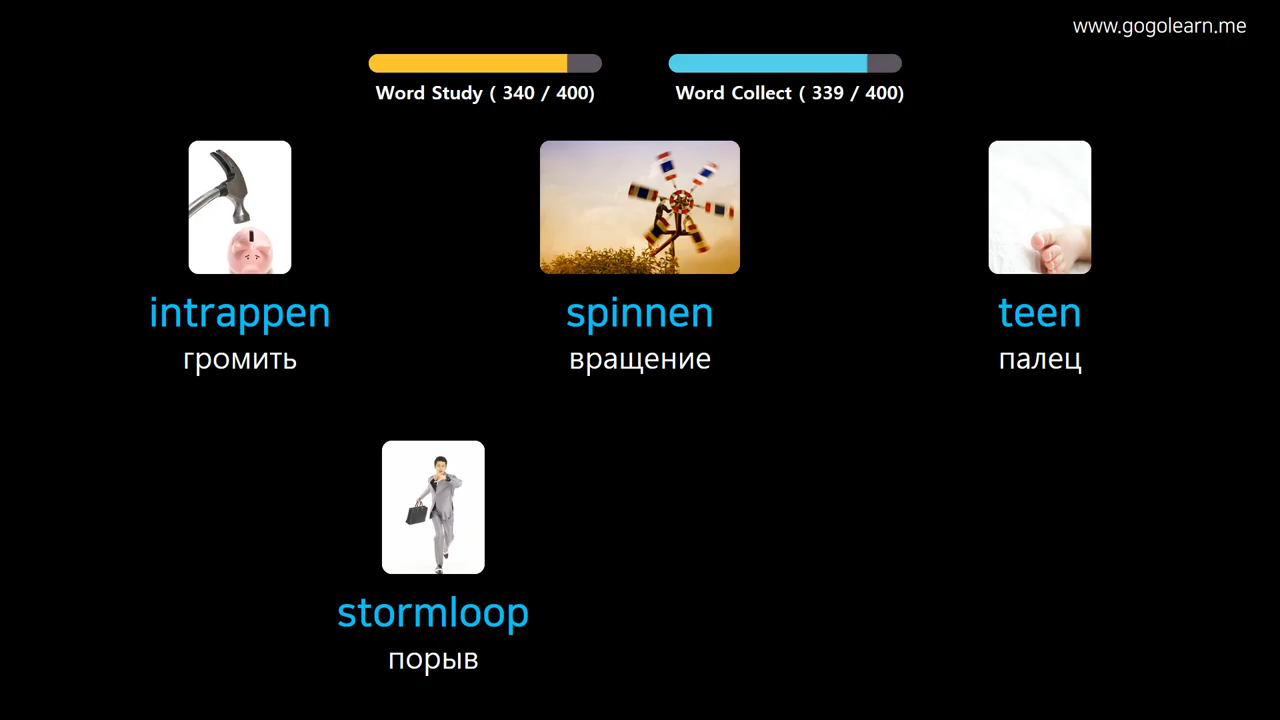 www.gogolearn.me
Word Study ( 340 / 400)
Word Collect ( 339 / 400)
intrappen
громить
spinnen
вращение
teen
палец
stormloop
порыв